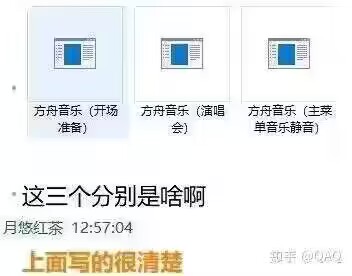 方舟音乐（开场
准备）
方舟音乐（演唱
会）
方舟音乐（主菜
单音乐静音）
这三个分别是啥啊
月悠红茶 12:57:04
上面写的很清楚
知乎 @QAQ